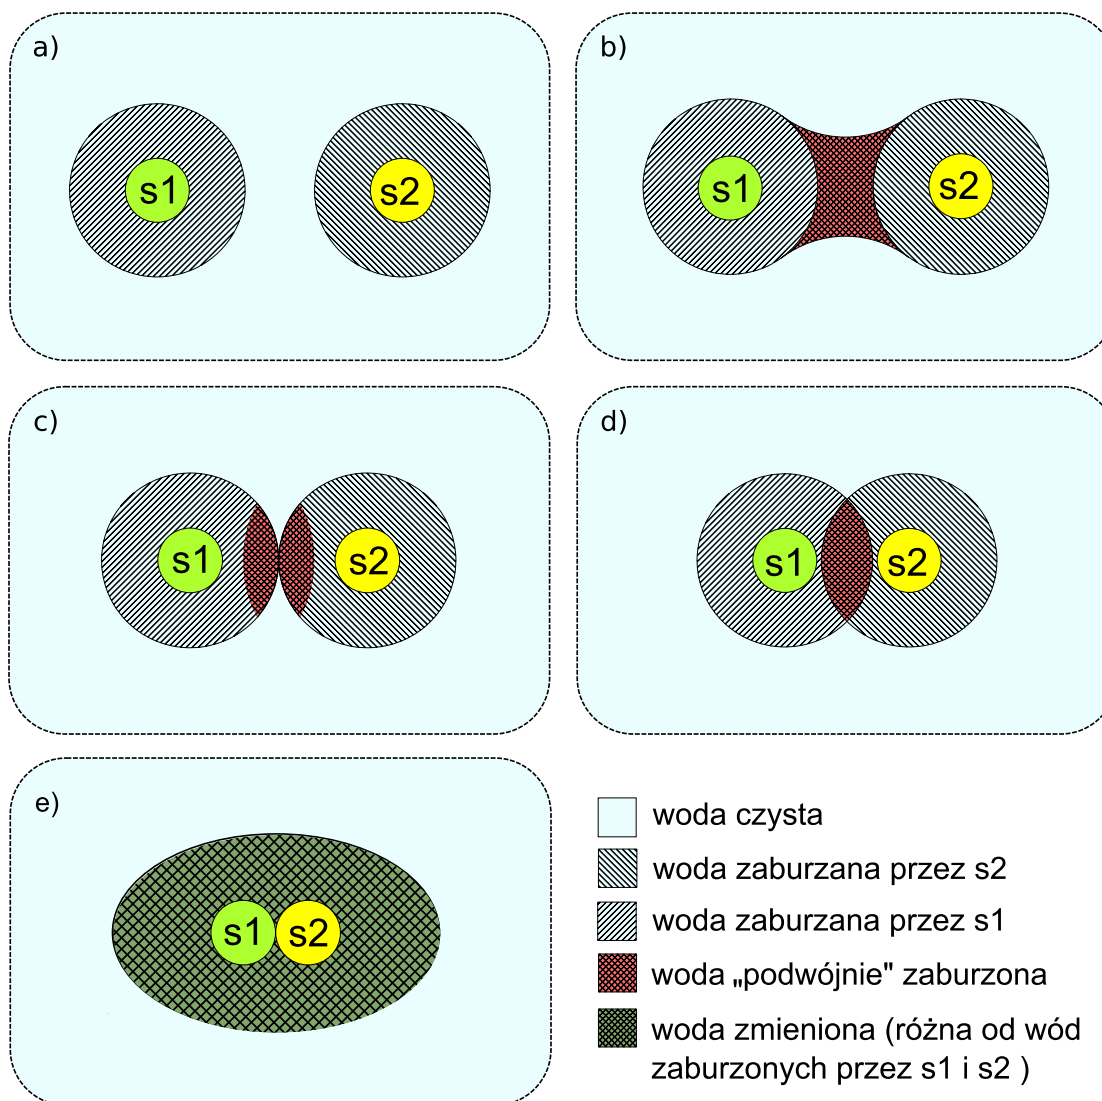 a)
s1 s2
b)
s1 s2
c)
s1 s2
d)
s1 s2
e)
s1 s2
woda czysta
woda zaburzana przez s2
woda zaburzana przez s1
woda „podwójnie" zaburzona
woda zmieniona (różna od wód
zaburzonych przez s1 i s2 )